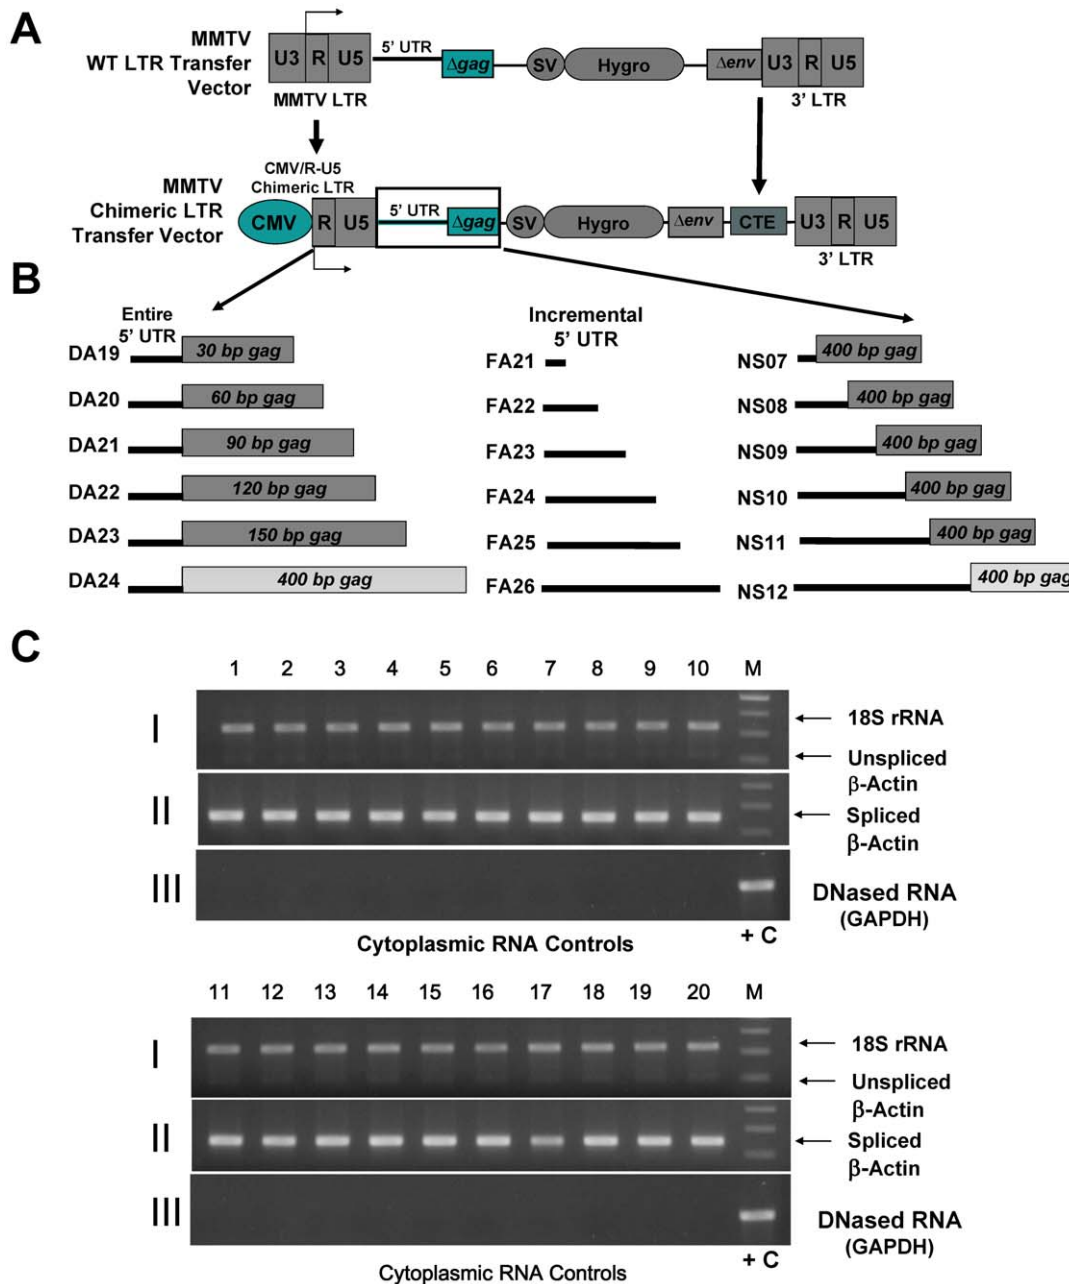 A
MMTV
WT LTR Transfer
Vector
U3 R U5
5' UTR
Δgag
SV
Hygro
Δenv
U3 R U5
MMTV LTR
3' LTR
MMTV
Chimeric LTR
Transfer Vector
CMV/R-U5
Chimeric LTR
CMV
R U5
5' UTR
Δgag
SV
Hygro
Δenv
CTE
U3 R U5
3' LTR
B
Entire
5' UTR
DA19 30 bp gag
DA20 60 bp gag
DA21 90 bp gag
DA22 120 bp gag
DA23 150 bp gag
DA24 400 bp gag
Incremental
5' UTR
FA21
FA22
FA23
FA24
FA25
FA26
NS07 400 bp gag
NS08 400 bp gag
NS09 400 bp gag
NS10 400 bp gag
NS11 400 bp gag
NS12 400 bp gag
C
1 2 3 4 5 6 7 8 9 10 M
I
18S rRNA
Unspliced
β-Actin
II
Spliced
β-Actin
III
DNased RNA
(GAPDH)
+ C
Cytoplasmic RNA Controls
11 12 13 14 15 16 17 18 19 20 M
I
18S rRNA
Unspliced
β-Actin
II
Spliced
β-Actin
III
DNased RNA
(GAPDH)
+ C
Cytoplasmic RNA Controls